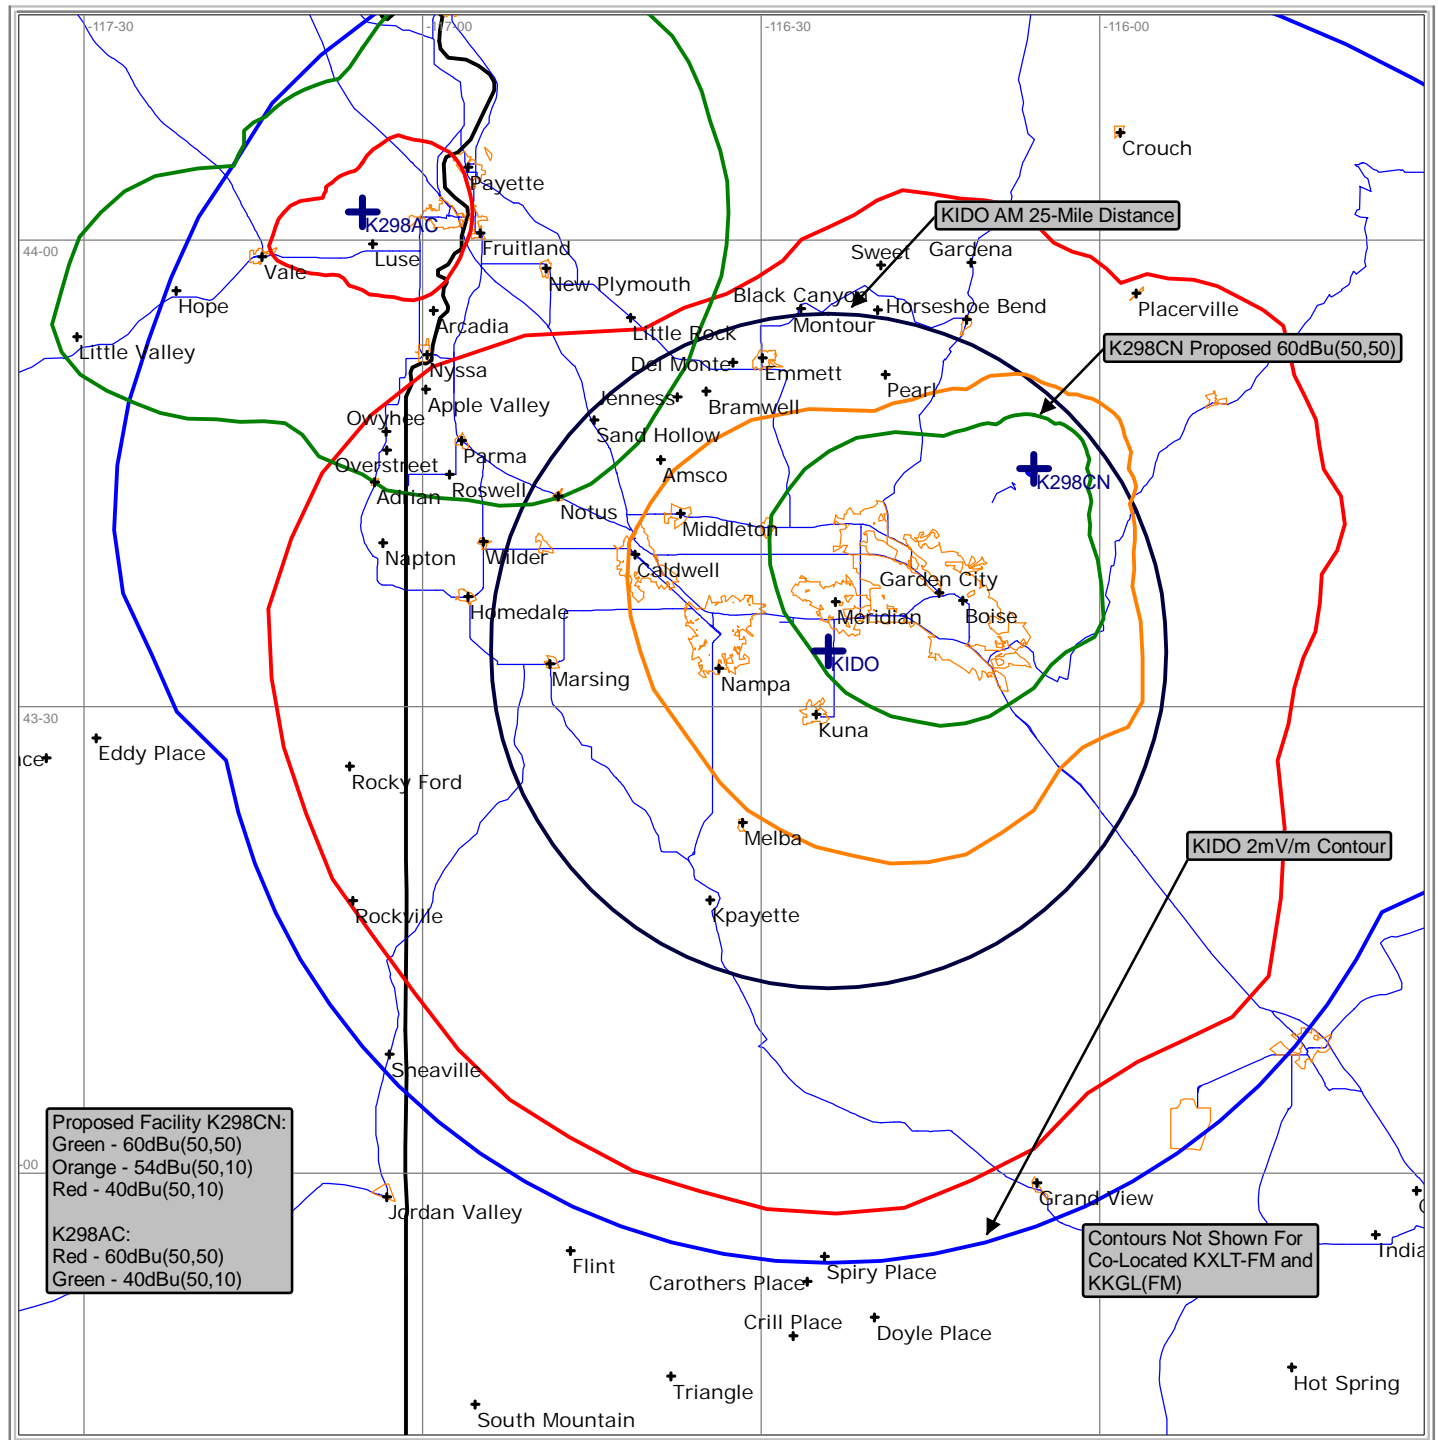 -117-30
-117-00
-116-30
-116-00
Crouch
Payette
K298AC
KIDO AM 25-Mile Distance
Fruitland
Luse
Vale
Sweet
Gardena
44-00
New Plymouth
Hope
Black Canyon
Horseshoe Bend
Placerville
Arcadia
Montour
Little Rock
Little Valley
K298CN Proposed 60dBu(50,50)
Nyssa
Del Monte
Emmett
Pearl
Apple Valley
Jenness
Bramwell
Owyhee
Sand Hollow
Parma
Overstreet
Amsco
K298CN
Adrian
Roswell
Notus
Middleton
Napton
Wilder
Caldwell
Garden City
Homedale
Meridian
Boise
KIDO
Marsing
Nampa
43-30
Kuna
Eddy Place
ce
Rocky Ford
Melba
KIDO 2mV/m Contour
Rockville
Kpayette
Sheaville
Proposed Facility K298CN:
Green - 60dBu(50,50)
Orange - 54dBu(50,10)
Red - 40dBu(50,10)
K298AC:
Red - 60dBu(50,50)
Green - 40dBu(50,10)
-00
Jordan Valley
Grand View
Contours Not Shown For
Co-Located KXLT-FM and
KKGL(FM)
India
Flint
Spiry Place
Carothers Place
Crill Place
Doyle Place
Triangle
Hot Spring
South Mountain